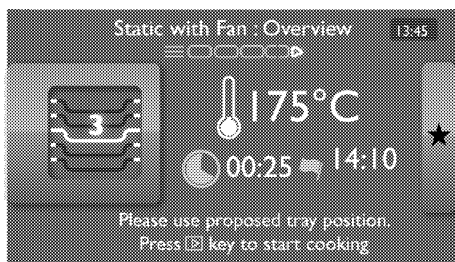 Static with Fan : Overview
13:45
3
175°C
00:25
14:10
Please use proposed tray position.
Press key to start cooking